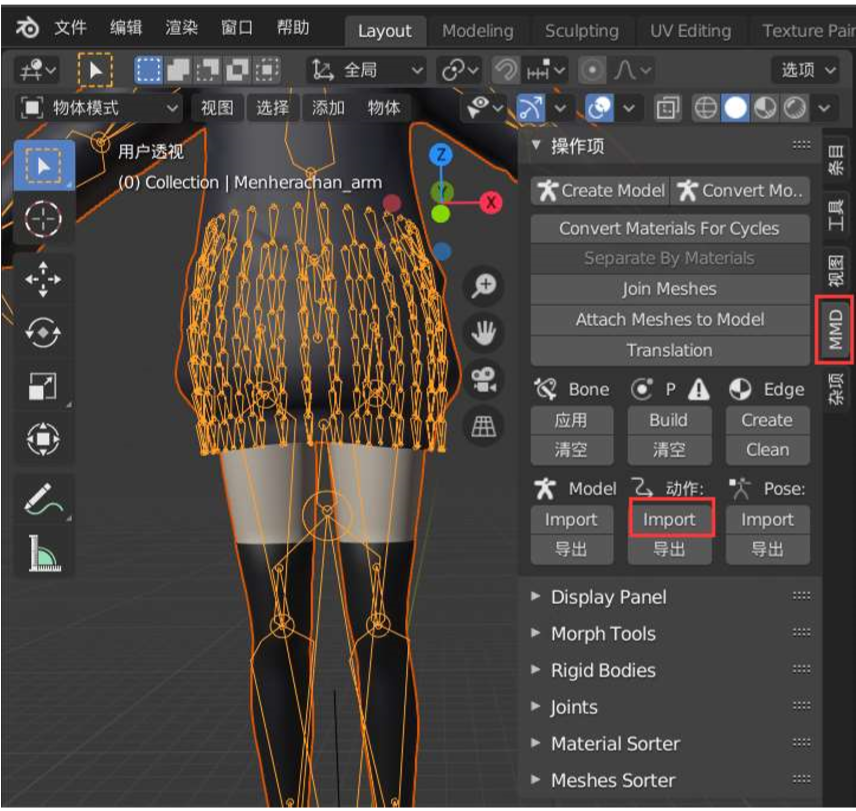 文件 编辑 渲染 窗口 帮助 Layout Modeling Sculpting UV Editing Texture Pair
全局 选项
物体模式 视图 选择 添加 物体
用户透视
(0) Collection | Menherachan_arm
Z
Y
X
操作项
Create Model Convert Mo..
Convert Materials For Cycles
Separate By Materials
Join Meshes
Attach Meshes to Model
Translation
Bone P Edge
应用 Build Create
清空 清空 Clean
Model 动作: Pose:
Import Import Import
导出 导出 导出
Display Panel
Morph Tools
Rigid Bodies
Joints
Material Sorter
Meshes Sorter
条目
工具
视图
MMD
杂项